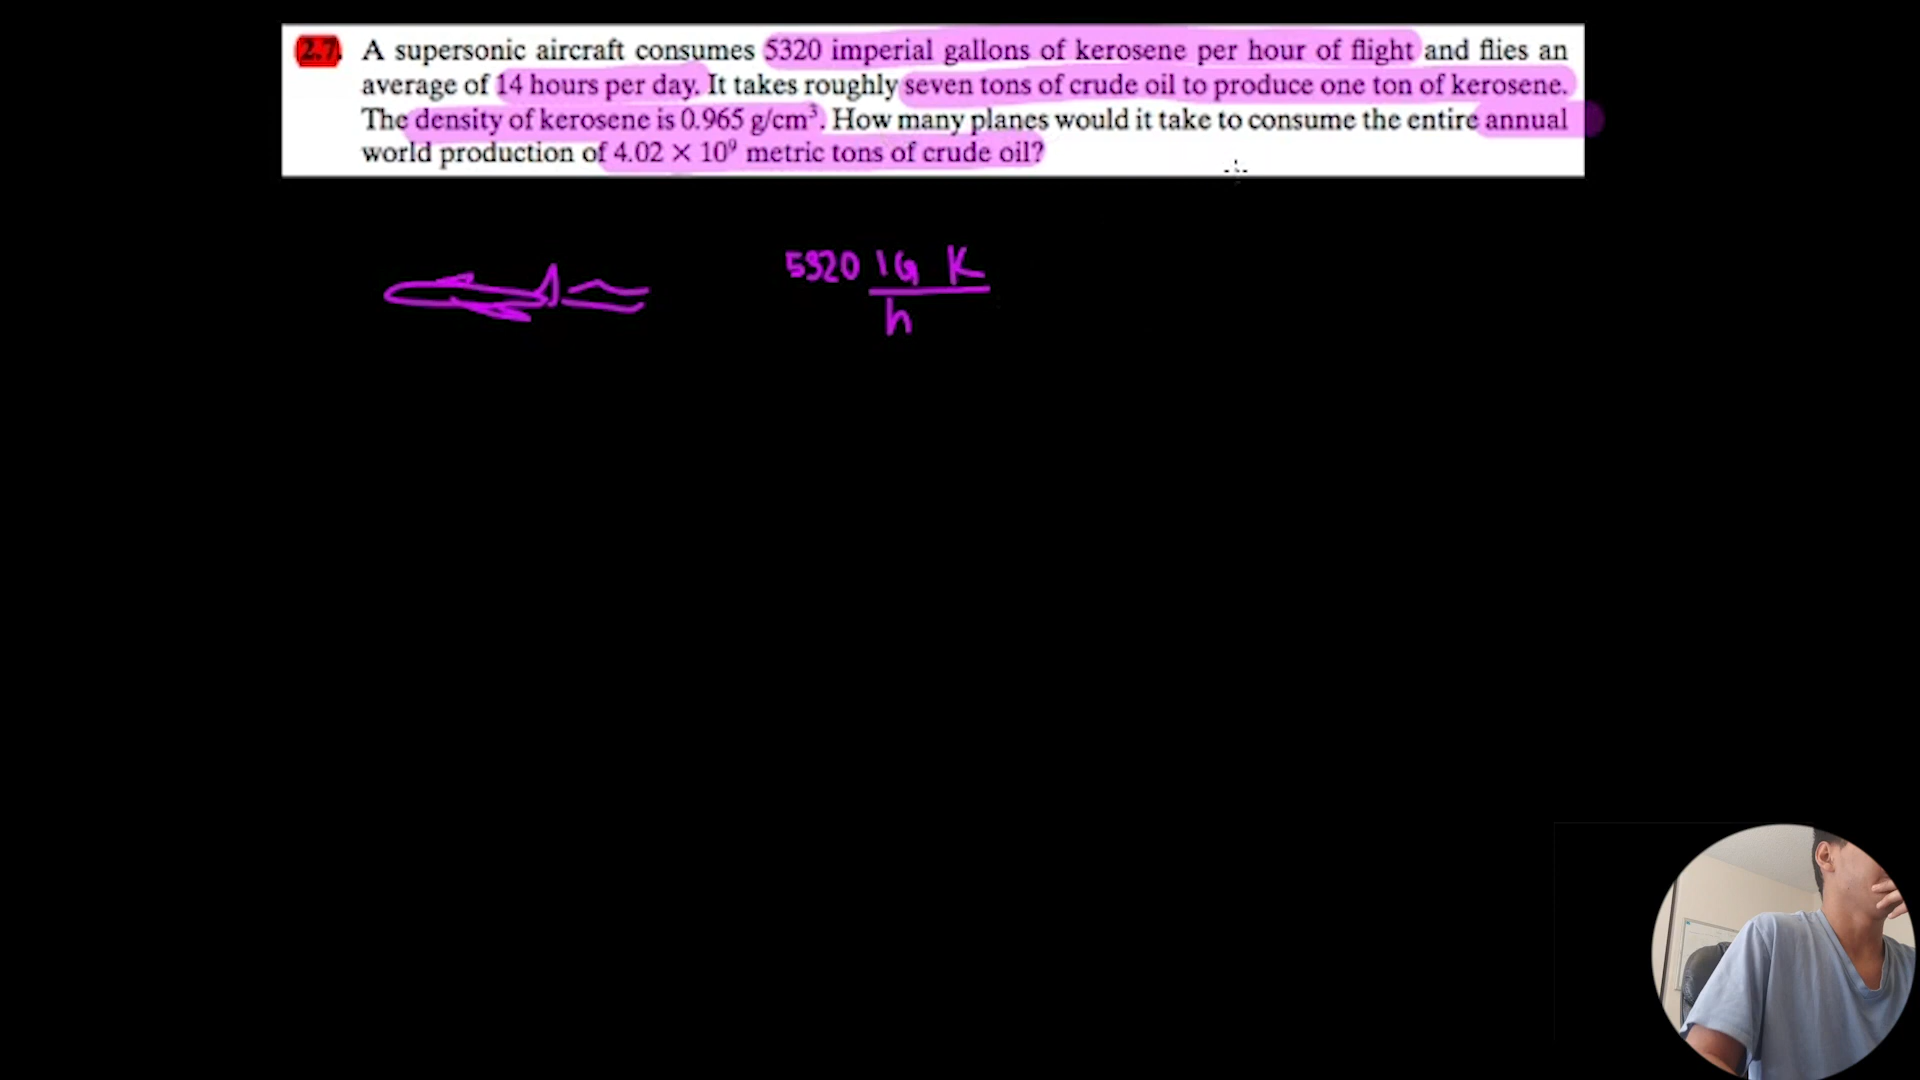 2.7. A supersonic aircraft consumes 5320 imperial gallons of kerosene per hour of flight and flies an
average of 14 hours per day. It takes roughly seven tons of crude oil to produce one ton of kerosene.
The density of kerosene is 0.965 g/cm³. How many planes would it take to consume the entire annual
world production of 4.02 × 10⁹ metric tons of crude oil?
5320 IG K
h